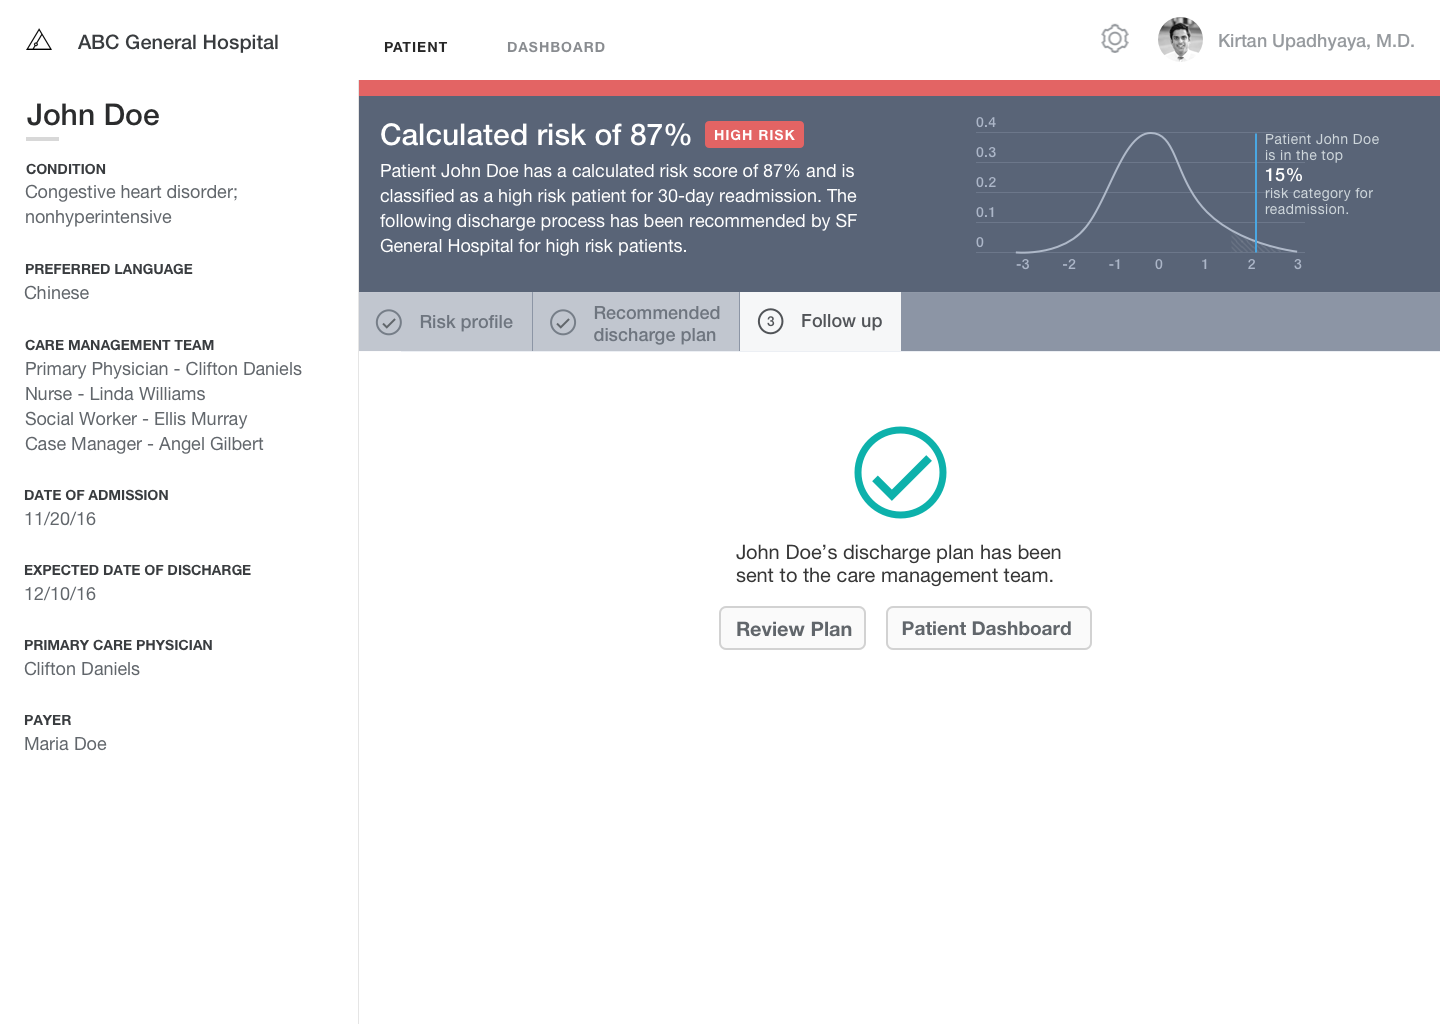 ABC General Hospital
PATIENT
DASHBOARD
Kirtan Upadhyaya, M.D.
John Doe
CONDITION
Congestive heart disorder;
nonhyperintensive
PREFERRED LANGUAGE
Chinese
CARE MANAGEMENT TEAM
Primary Physician - Clifton Daniels
Nurse - Linda Williams
Social Worker - Ellis Murray
Case Manager - Angel Gilbert
DATE OF ADMISSION
11/20/16
EXPECTED DATE OF DISCHARGE
12/10/16
PRIMARY CARE PHYSICIAN
Clifton Daniels
PAYER
Maria Doe
Calculated risk of 87%
HIGH RISK
Patient John Doe has a calculated risk score of 87% and is
classified as a high risk patient for 30-day readmission. The
following discharge process has been recommended by SF
General Hospital for high risk patients.
0.4
0.3
0.2
0.1
0
-3 -2 -1 0 1 2 3
Patient John Doe
is in the top
15%
risk category for
readmission.
Risk profile
Recommended
discharge plan
3 Follow up
John Doe’s discharge plan has been
sent to the care management team.
Review Plan
Patient Dashboard